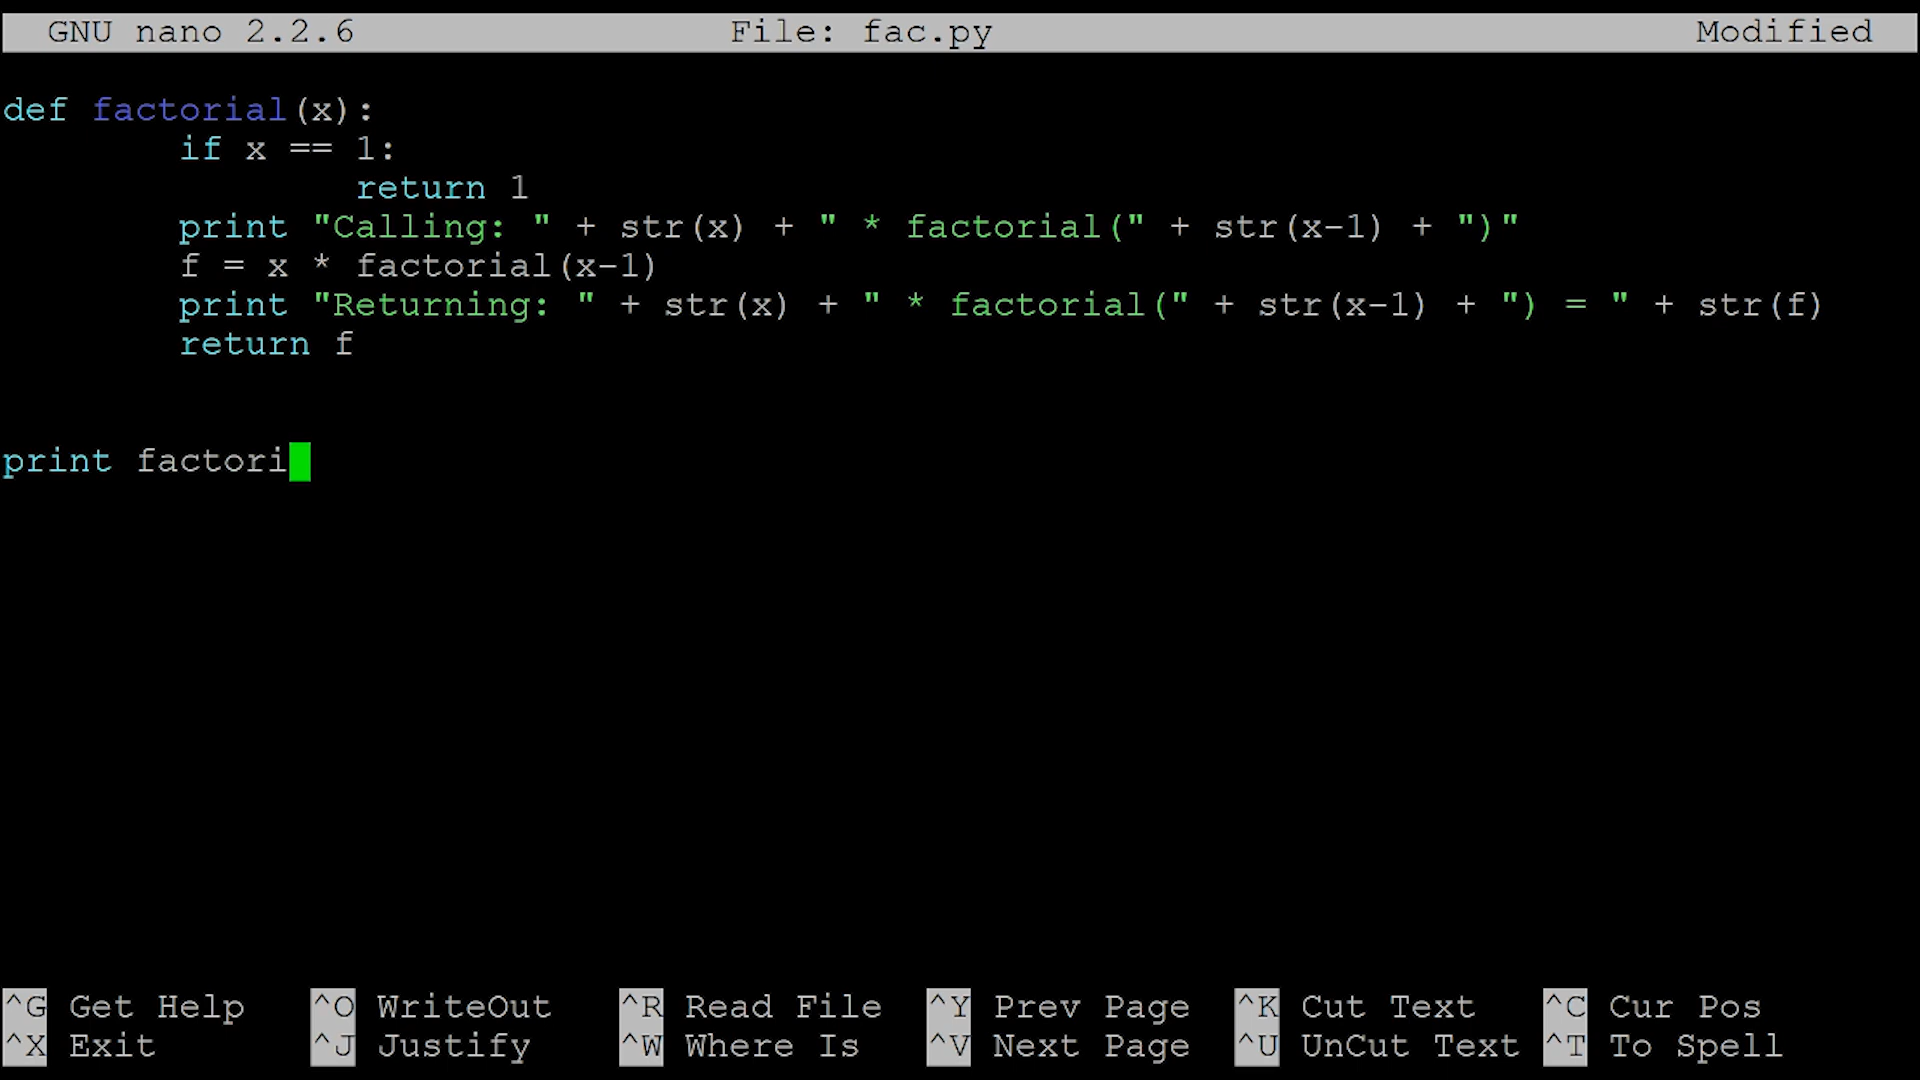 GNU nano 2.2.6 File: fac.py Modified
def factorial(x):
        if x == 1:
                return 1
        print "Calling: " + str(x) + " * factorial(" + str(x-1) + ")"
        f = x * factorial(x-1)
        print "Returning: " + str(x) + " * factorial(" + str(x-1) + ") = " + str(f)
        return f
print factori
^G Get Help ^O WriteOut ^R Read File ^Y Prev Page ^K Cut Text ^C Cur Pos
^X Exit ^J Justify ^W Where Is ^V Next Page ^U UnCut Text ^T To Spell